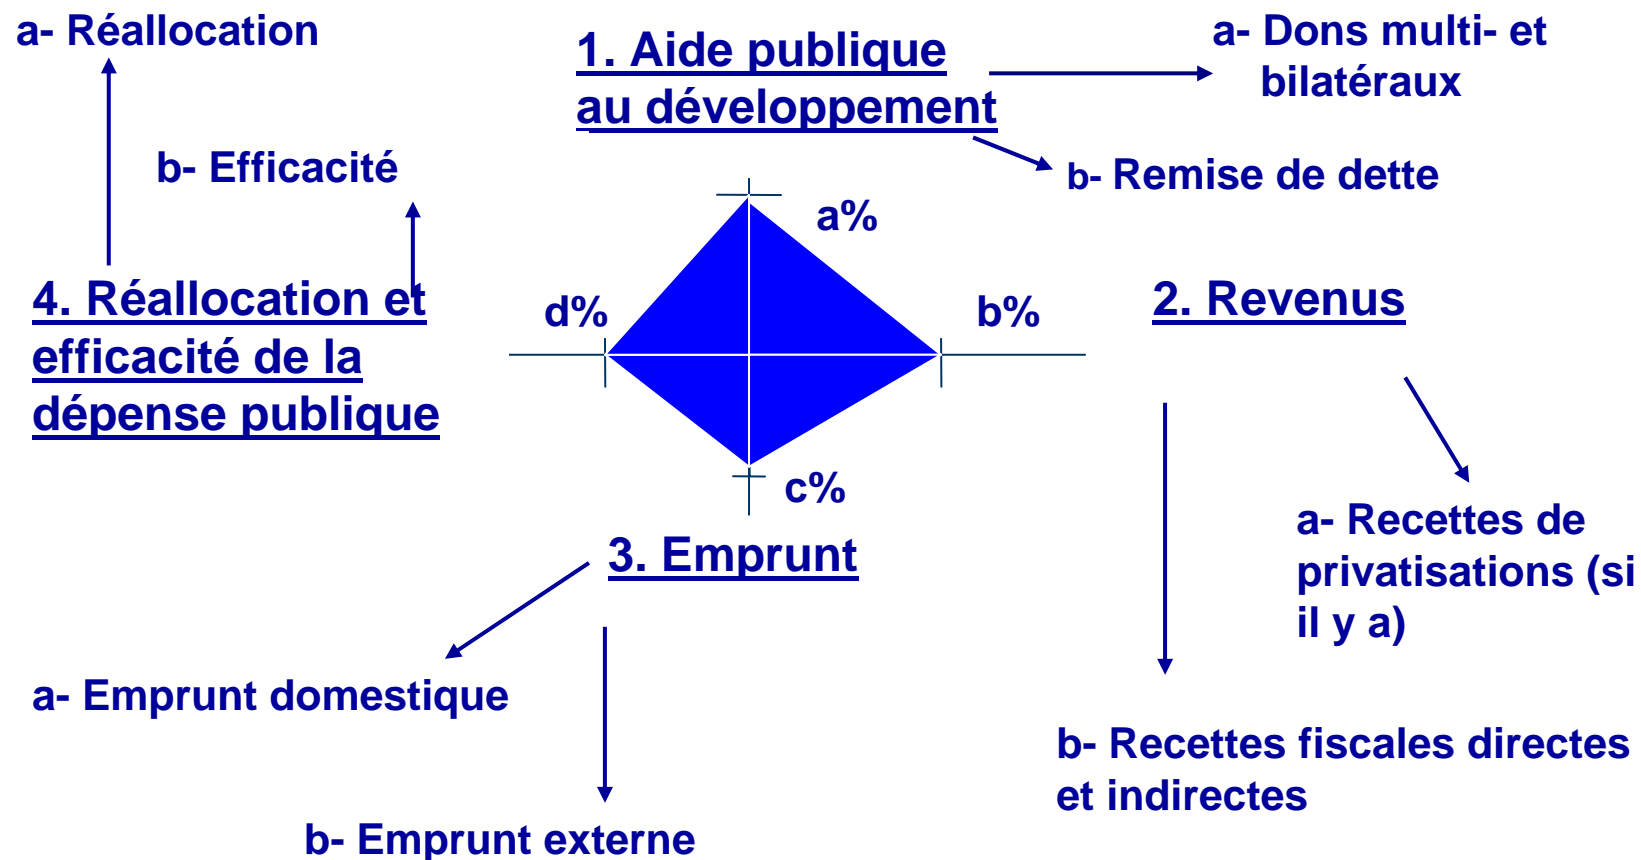 a- Réallocation
1. Aide publique
au développement
a- Dons multi- et
bilatéraux
b- Efficacité
b- Remise de dette
a%
4. Réallocation et
efficacité de la
dépense publique
d%
b%
2. Revenus
c%
3. Emprunt
a- Recettes de
privatisations (si
il y a)
a- Emprunt domestique
b- Recettes fiscales directes
et indirectes
b- Emprunt externe